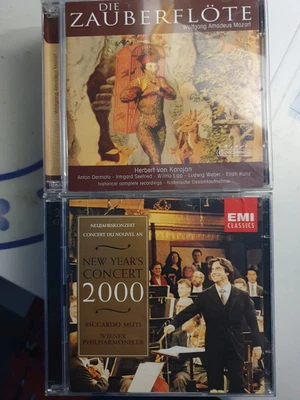 DIE
ZAUBERFLÖTE
Wolfgang Amadeus Mozart
Herbert von Karajan
Anton Dermota - Irmgard Seefried - Wilma Lipp - Ludwig Weber - Erich Kunz
historical complete recordings - historische Gesamtaufnahmen
NEUJAHRSKONZERT
CONCERT DU NOUVEL AN
NEW YEAR'S
CONCERT
2000
RICCARDO MUTI
WIENER
PHILHARMONIKER
EMI
CLASSICS